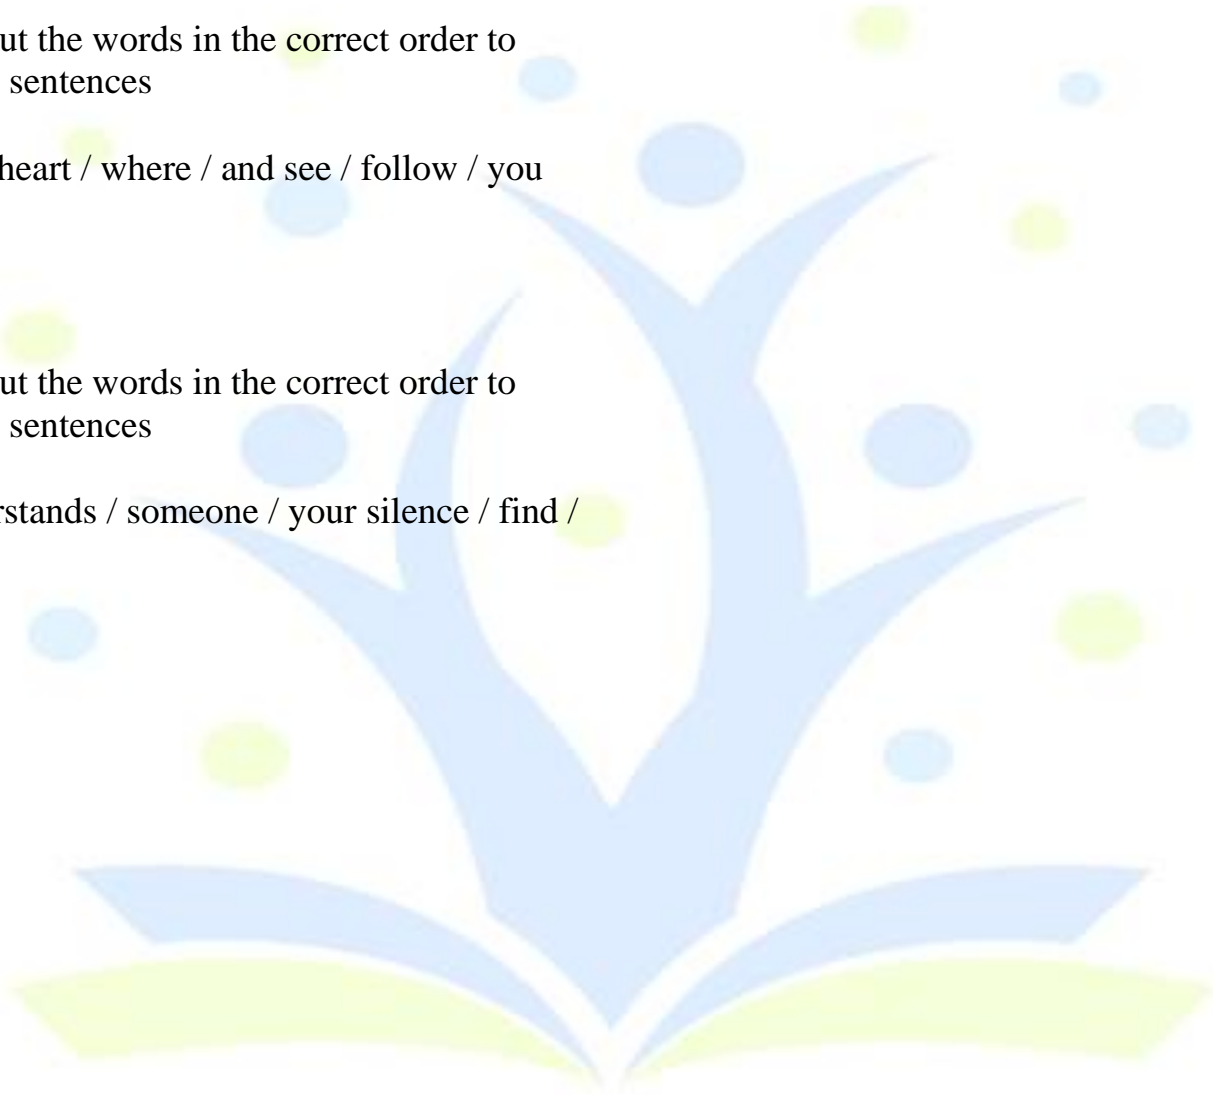 ut the words in the correct order to
sentences
heart / where / and see / follow / you
ut the words in the correct order to
sentences
rstands / someone / your silence / find /